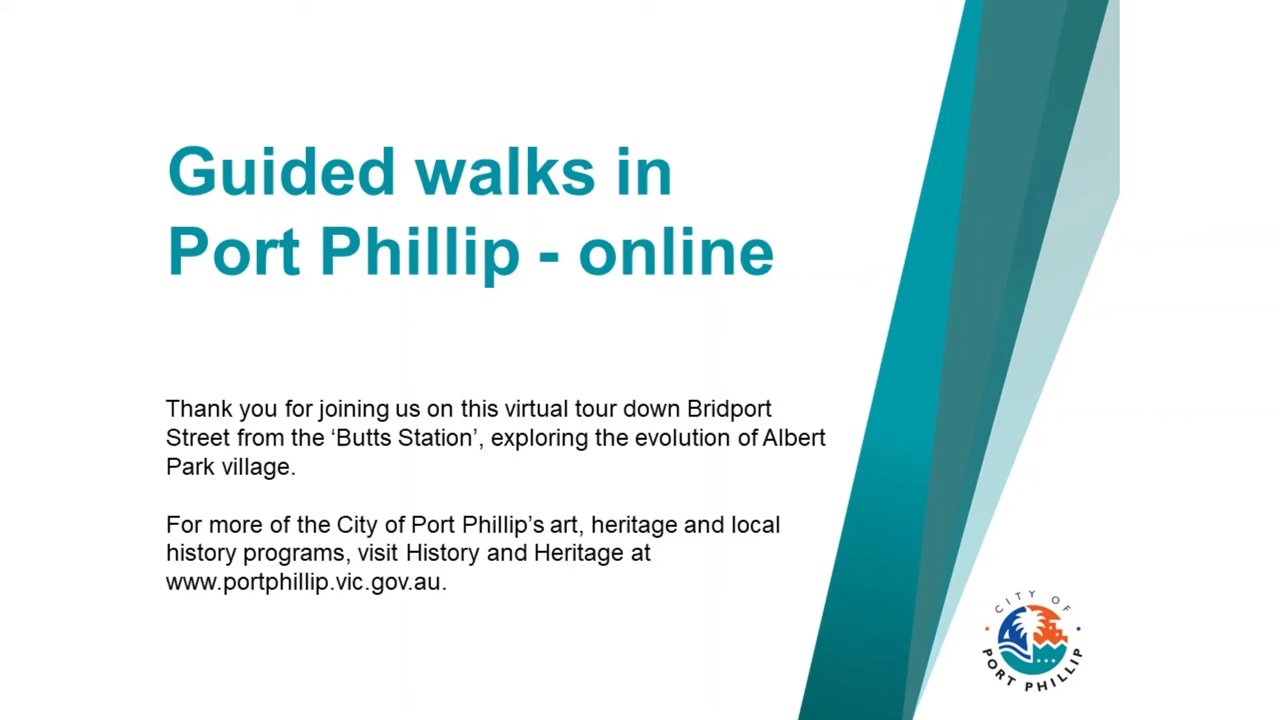 Guided walks in
Port Phillip - online
Thank you for joining us on this virtual tour down Bridport
Street from the ‘Butts Station’, exploring the evolution of Albert
Park village.
For more of the City of Port Phillip’s art, heritage and local
history programs, visit History and Heritage at
www.portphillip.vic.gov.au.
CITY OF
PORT PHILLIP